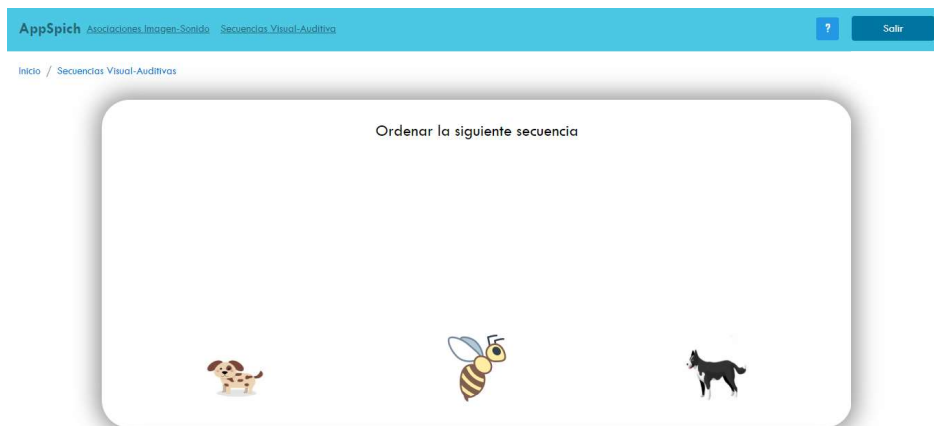 AppSpich Asociaciones Imagen-Sonido Secuencias Visual-Auditiva ? Salir
Inicio / Secuencias Visual-Auditivas
Ordenar la siguiente secuencia